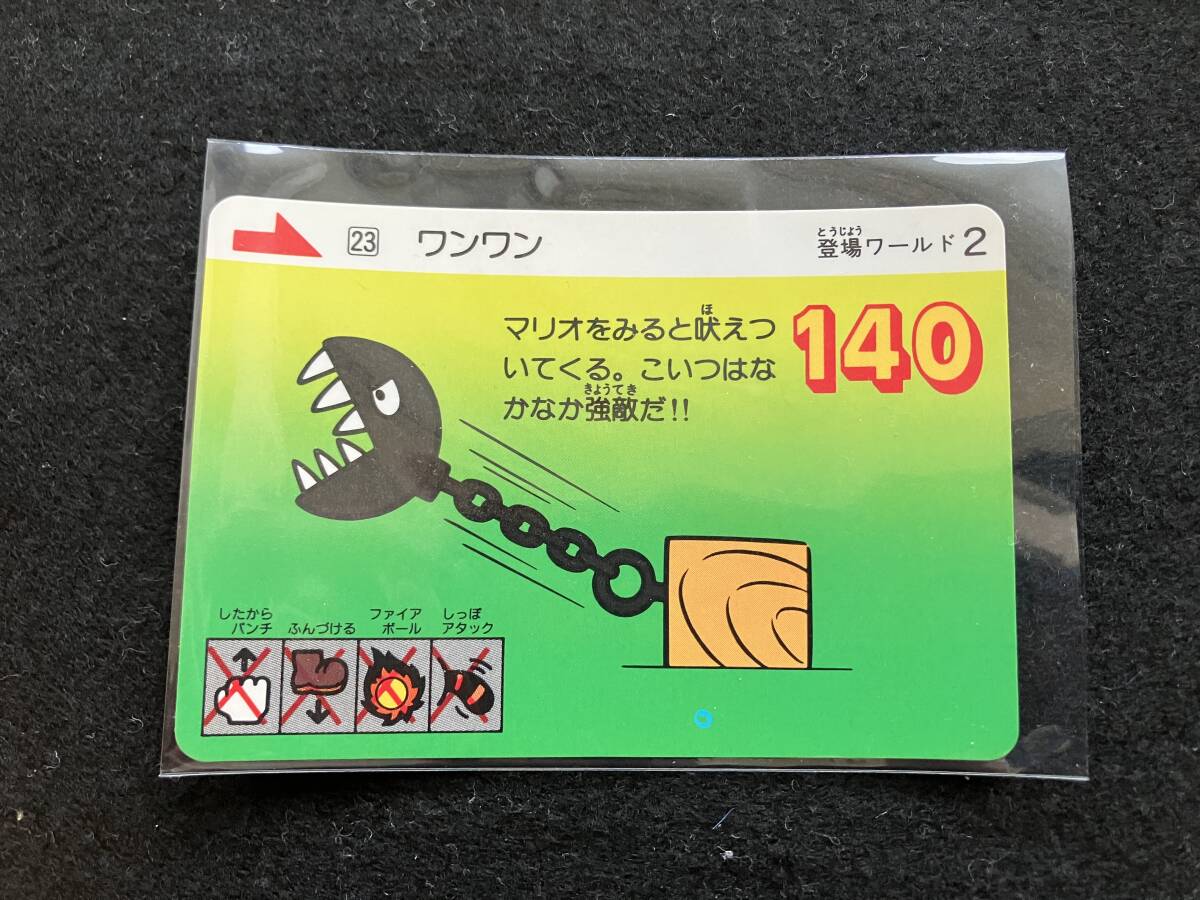 23 ワンワン
とうじょう
登場ワールド2
140
マリオをみると吠えつ
ほ
いてくる。こいつはな
きょうてき
かなか強敵だ!!
したから
パンチ
ふんづける
ファイア
ボール
しっぽ
アタック